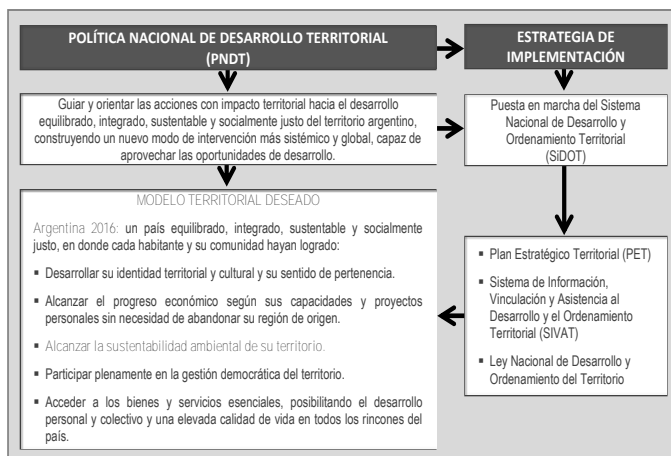 POLÍTICA NACIONAL DE DESARROLLO TERRITORIAL
(PNDT)
ESTRATEGIA DE
IMPLEMENTACIÓN
Guiar y orientar las acciones con impacto territorial hacia el desarrollo
equilibrado, integrado, sustentable y socialmente justo del territorio argentino,
construyendo un nuevo modo de intervención más sistémico y global, capaz de
aprovechar las oportunidades de desarrollo.
Puesta en marcha del Sistema
Nacional de Desarrollo y
Ordenamiento Territorial
(SiDOT)
MODELO TERRITORIAL DESEADO
Argentina 2016: un país equilibrado, integrado, sustentable y socialmente
justo, en donde cada habitante y su comunidad hayan logrado:
▪ Desarrollar su identidad territorial y cultural y su sentido de pertenencia.
▪ Alcanzar el progreso económico según sus capacidades y proyectos
personales sin necesidad de abandonar su región de origen.
▪ Alcanzar la sustentabilidad ambiental de su territorio.
▪ Participar plenamente en la gestión democrática del territorio.
▪ Acceder a los bienes y servicios esenciales, posibilitando el desarrollo
personal y colectivo y una elevada calidad de vida en todos los rincones del
país.
▪ Plan Estratégico Territorial (PET)
▪ Sistema de Información,
Vinculación y Asistencia al
Desarrollo y el Ordenamiento
Territorial (SIVAT)
▪ Ley Nacional de Desarrollo y
Ordenamiento del Territorio